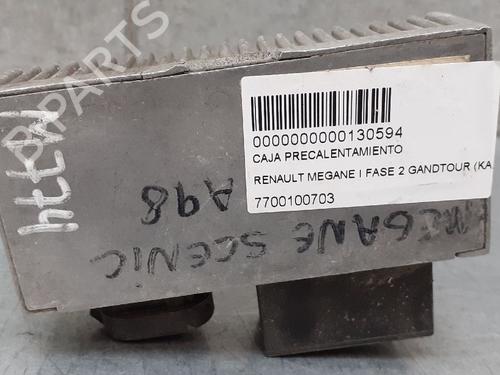 0000000000130594
CAJA PRECALENTAMIENTO
RENAULT MEGANE I FASE 2 GANDTOUR (KA
7700100703
MEGANE SCENIC
A98